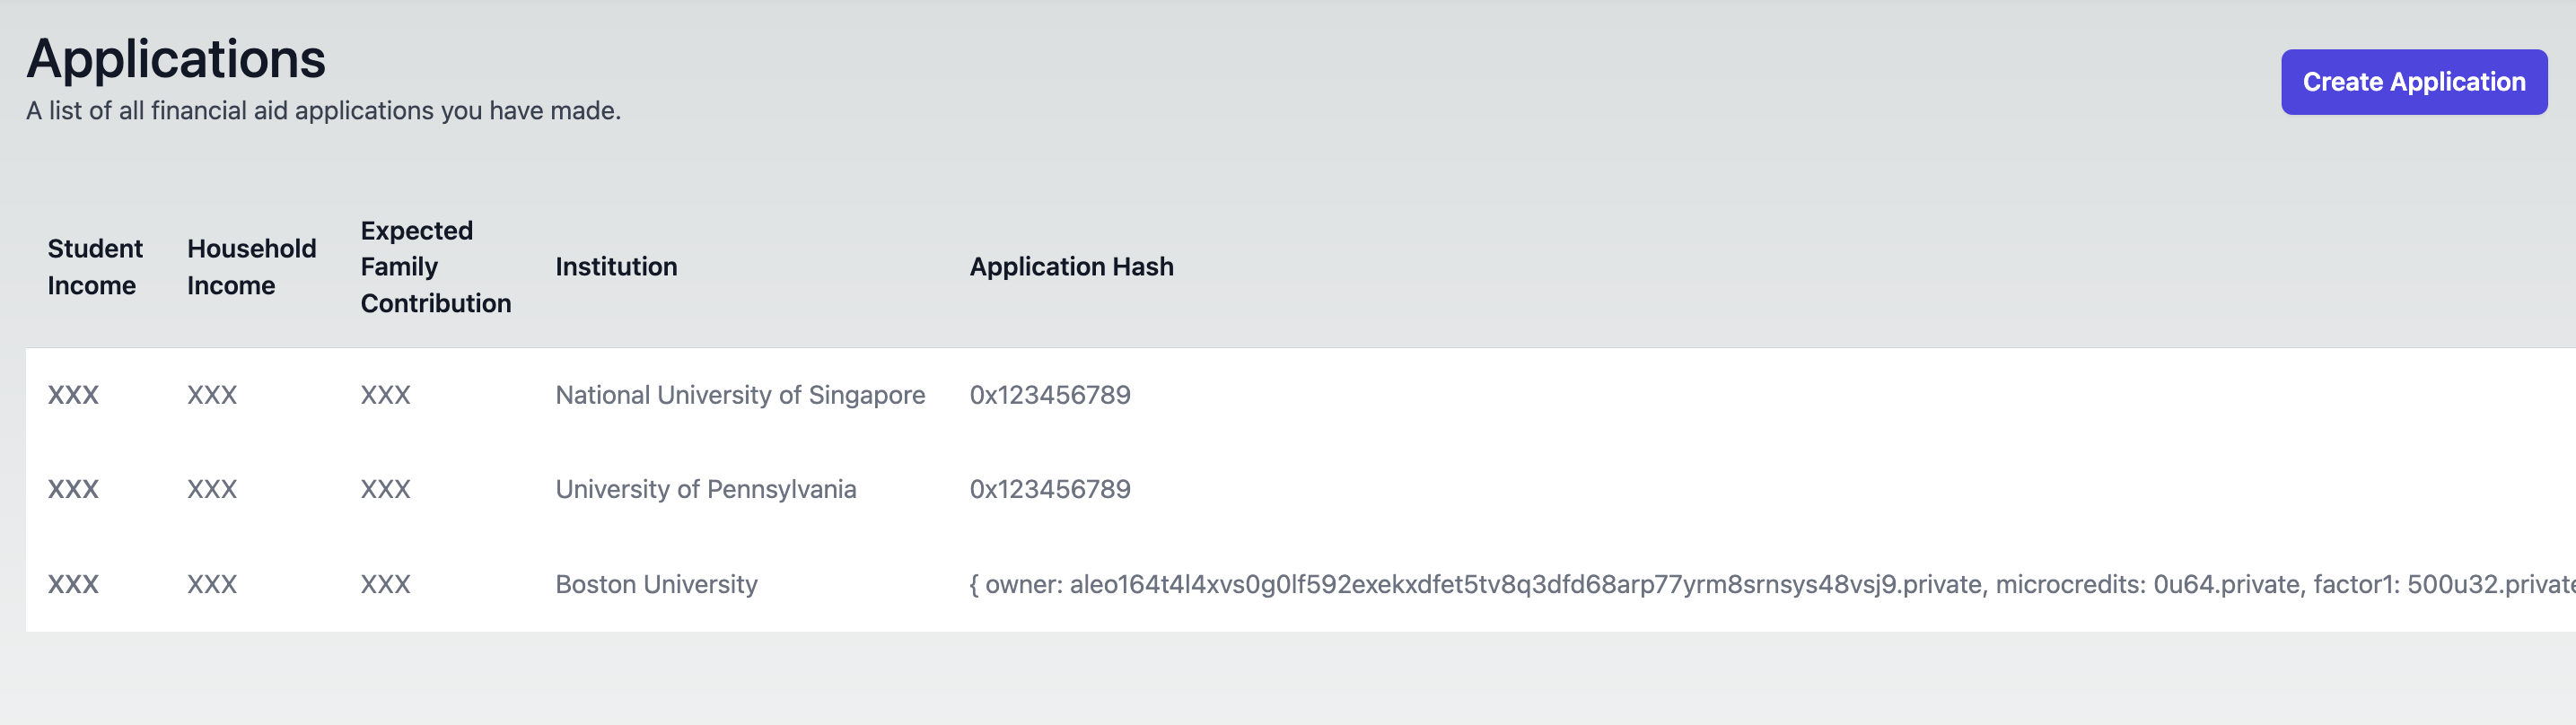 Applications
A list of all financial aid applications you have made.
Create Application
Student Income
Household Income
Expected Family Contribution
Institution
Application Hash
XXX XXX XXX National University of Singapore 0x123456789
XXX XXX XXX University of Pennsylvania 0x123456789
XXX XXX XXX Boston University { owner: aleo164t4l4xvs0g0lf592exekxdfet5tv8q3dfd68arp77yrm8srnsys48vsj9.private, microcredits: 0u64.private, factor1: 500u32.private